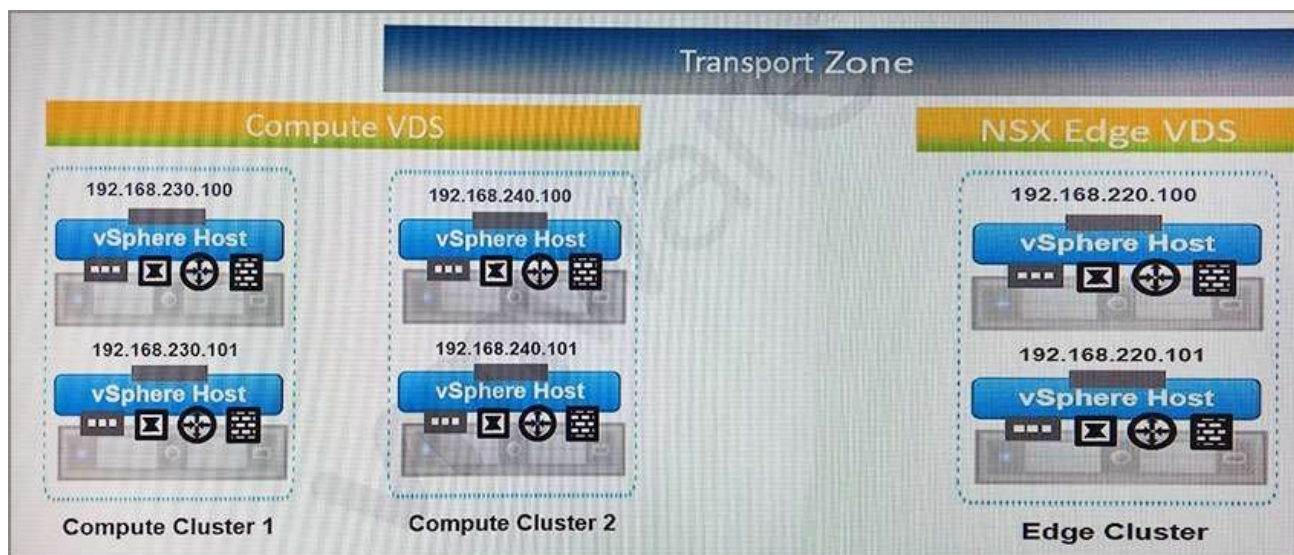 Transport Zone
Compute VDS
NSX Edge VDS
192.168.230.100
192.168.240.100
192.168.220.100
vSphere Host
vSphere Host
vSphere Host
192.168.230.101
192.168.240.101
192.168.220.101
vSphere Host
vSphere Host
vSphere Host
Compute Cluster 1
Compute Cluster 2
Edge Cluster